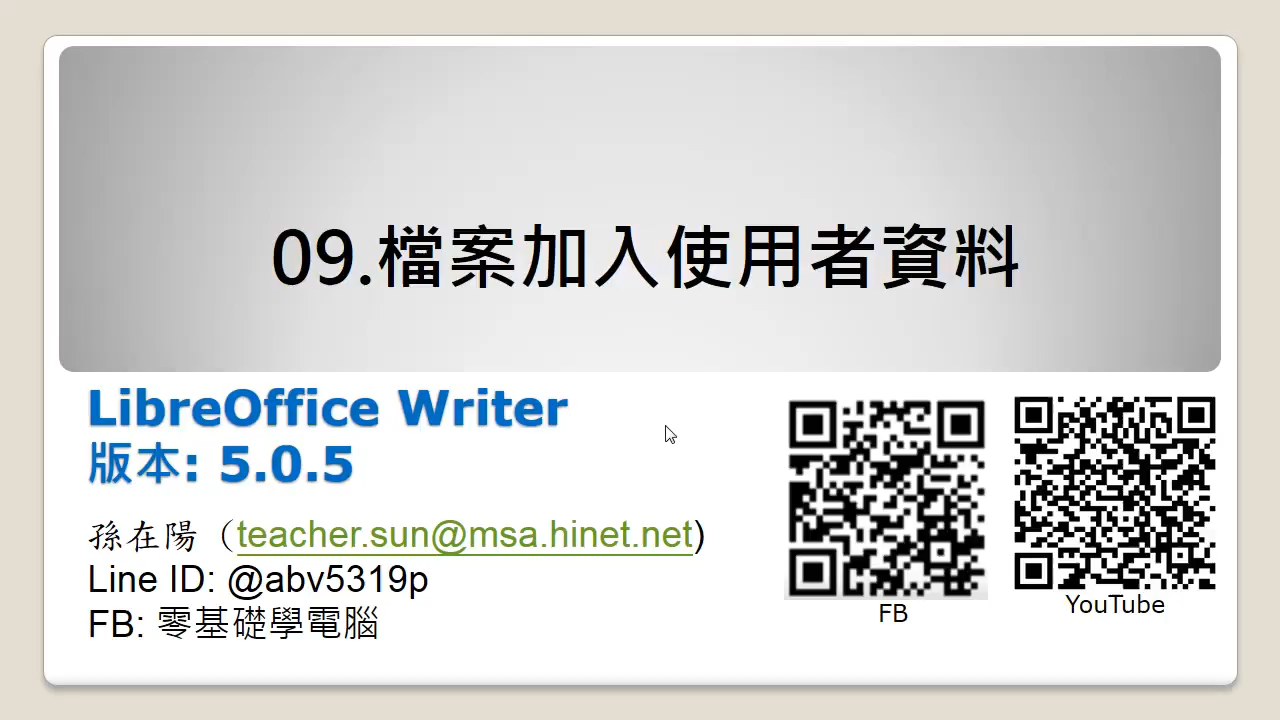 09.檔案加入使用者資料
LibreOffice Writer
版本: 5.0.5
孫在陽（teacher.sun@msa.hinet.net)
Line ID: @abv5319p
FB: 零基礎學電腦
FB
YouTube